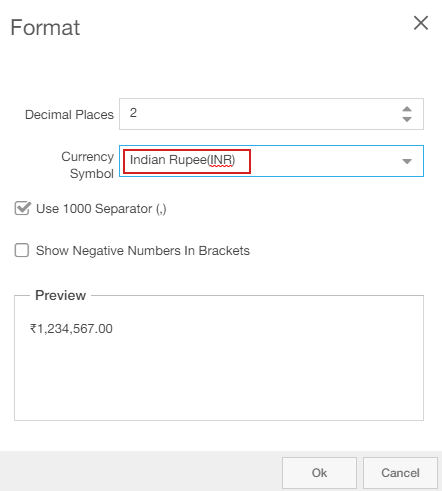 Format
Decimal Places 2
Currency Symbol Indian Rupee(INR)
Use 1000 Separator (,)
Show Negative Numbers In Brackets
Preview
₹1,234,567.00
Ok Cancel